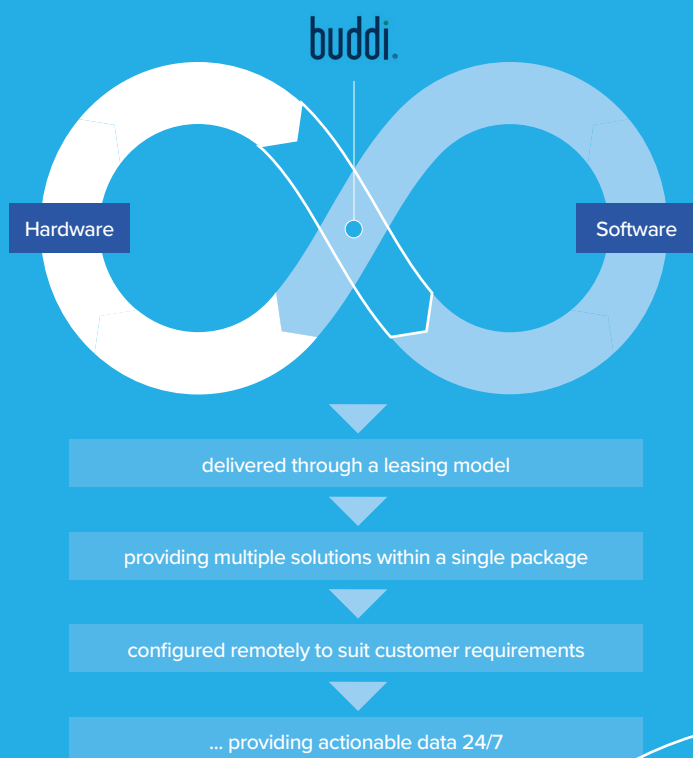 buddi.
Hardware
Software
delivered through a leasing model
providing multiple solutions within a single package
configured remotely to suit customer requirements
... providing actionable data 24/7